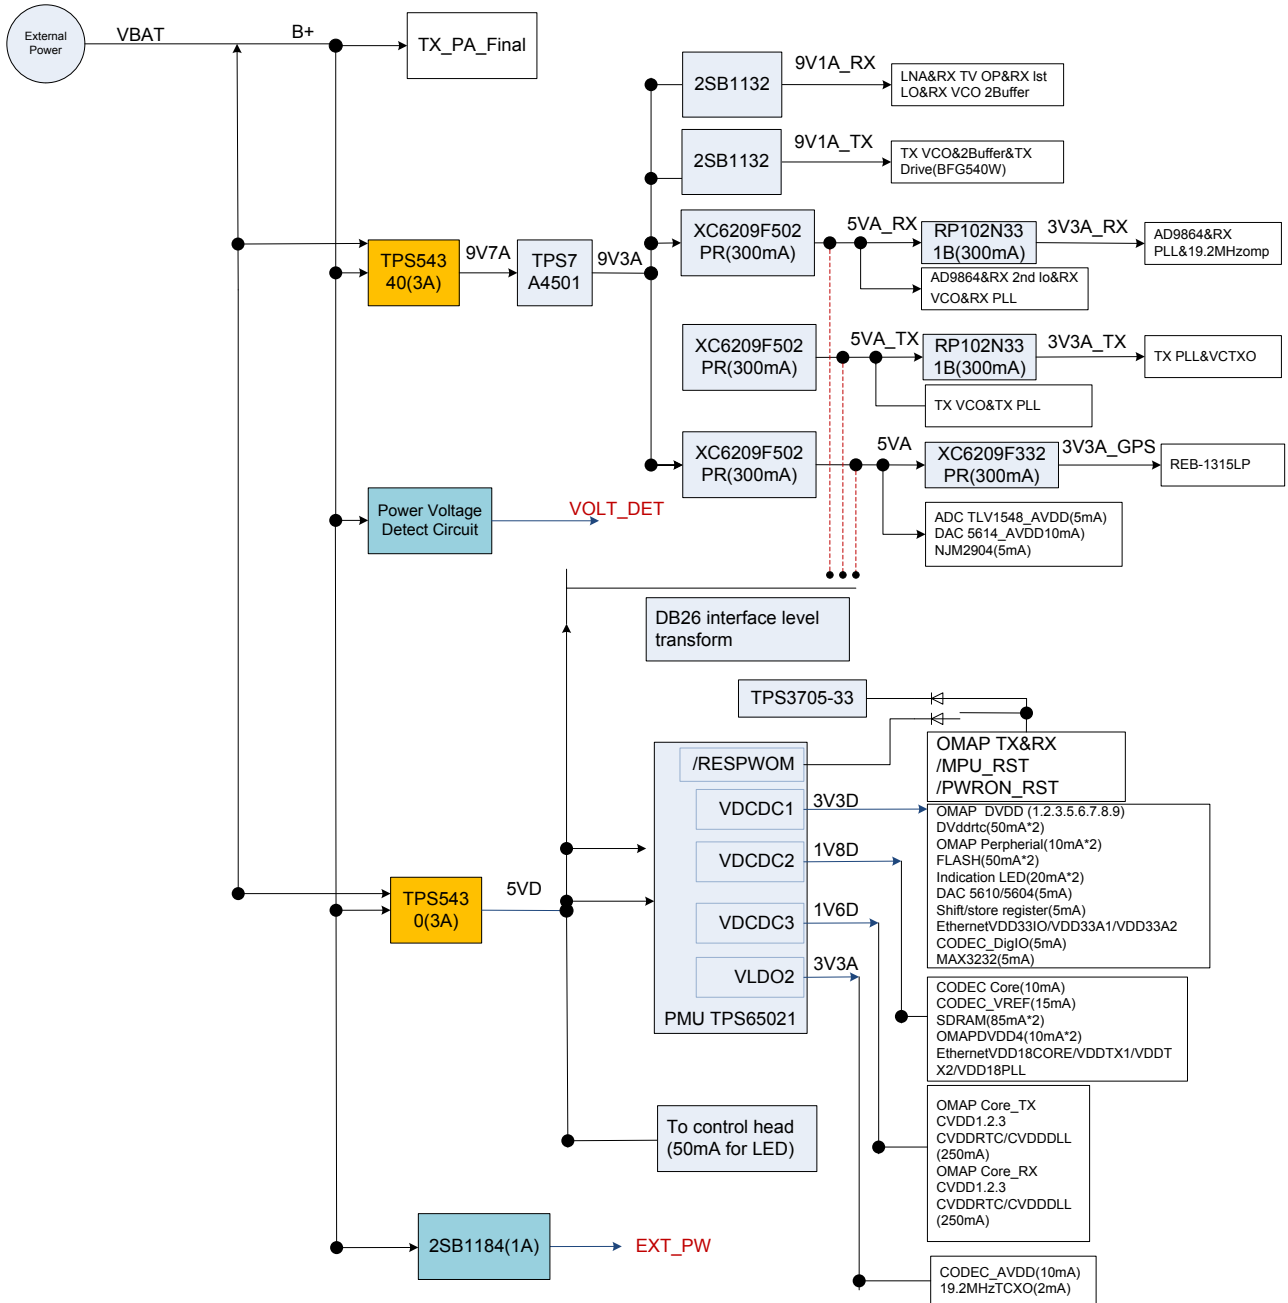 External
Power
VBAT
B+
TX_PA_Final
2SB1132
9V1A_RX
LNA&RX TV OP&RX Ist
LO&RX VCO 2Buffer
2SB1132
9V1A_TX
TX VCO&2Buffer&TX
Drive(BFG540W)
TPS543
40(3A)
9V7A
TPS7
A4501
9V3A
XC6209F502
PR(300mA)
5VA_RX
RP102N33
1B(300mA)
3V3A_RX
AD9864&RX
PLL&19.2MHzomp
AD9864&RX 2nd lo&RX
VCO&RX PLL
XC6209F502
PR(300mA)
5VA_TX
RP102N33
1B(300mA)
3V3A_TX
TX PLL&VCTXO
TX VCO&TX PLL
XC6209F502
PR(300mA)
5VA
XC6209F332
PR(300mA)
3V3A_GPS
REB-1315LP
ADC TLV1548_AVDD(5mA)
DAC 5614_AVDD10mA)
NJM2904(5mA)
Power Voltage
Detect Circuit
VOLT_DET
DB26 interface level
transform
TPS3705-33
OMAP TX&RX
/MPU_RST
/PWRON_RST
/RESPWOM
VDCDC1
3V3D
OMAP  DVDD (1.2.3.5.6.7.8.9)
DVddrtc(50mA*2)
OMAP Perpherial(10mA*2)
FLASH(50mA*2)
Indication LED(20mA*2)
DAC 5610/5604(5mA)
Shift/store register(5mA)
EthernetVDD33IO/VDD33A1/VDD33A2
CODEC_DigIO(5mA)
MAX3232(5mA)
VDCDC2
1V8D
TPS543
0(3A)
5VD
VDCDC3
1V6D
VLDO2
3V3A
PMU TPS65021
CODEC Core(10mA)
CODEC_VREF(15mA)
SDRAM(85mA*2)
OMAPDVDD4(10mA*2)
EthernetVDD18CORE/VDDTX1/VDDT
X2/VDD18PLL
To control head
(50mA for LED)
OMAP Core_TX
CVDD1.2.3
CVDDRTC/CVDDDLL
(250mA)
OMAP Core_RX
CVDD1.2.3
CVDDRTC/CVDDDLL
(250mA)
2SB1184(1A)
EXT_PW
CODEC_AVDD(10mA)
19.2MHzTCXO(2mA)